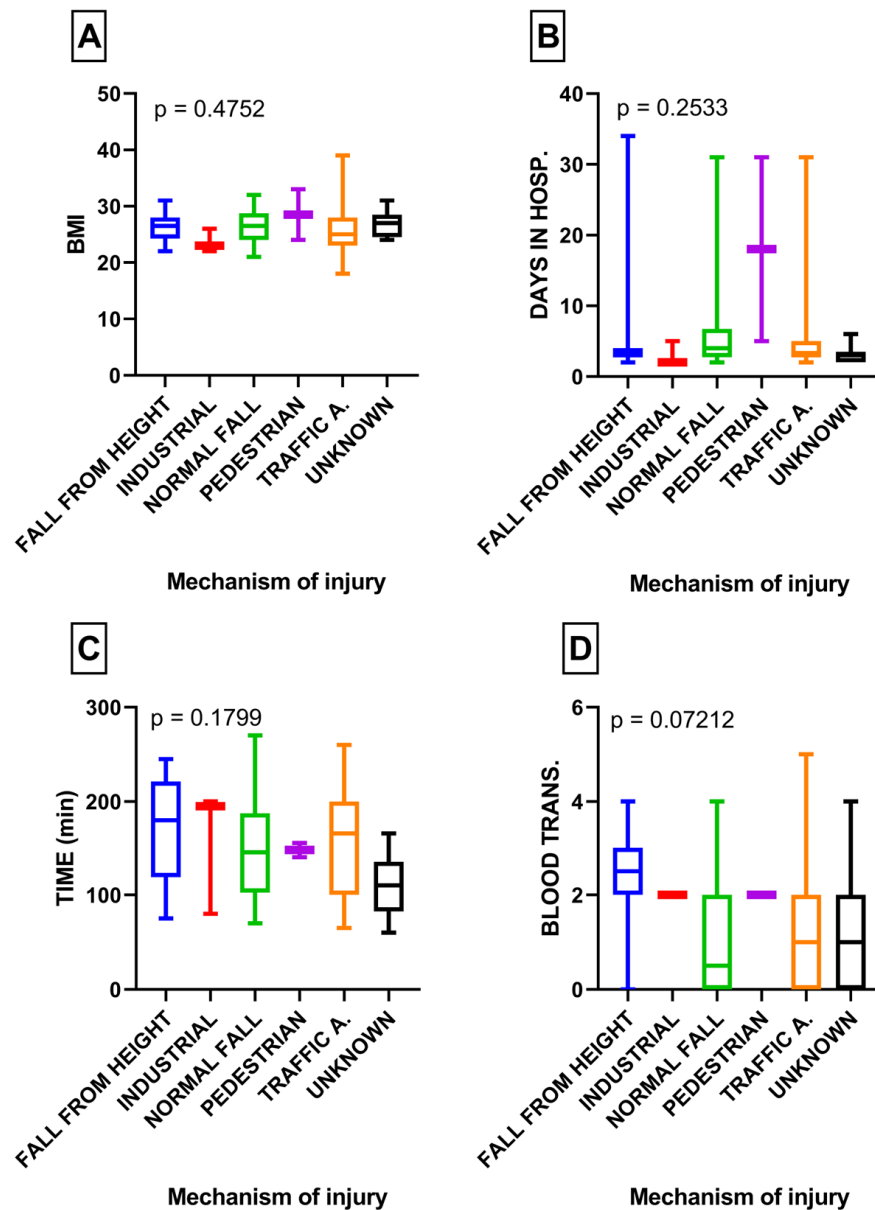 A
p = 0.4752
50
40
30
20
10
0
BMI
FALL FROM HEIGHT
INDUSTRIAL
NORMAL FALL
PEDESTRIAN
TRAFFIC A.
UNKNOWN
Mechanism of injury
B
p = 0.2533
40
30
20
10
0
DAYS IN HOSP.
FALL FROM HEIGHT
INDUSTRIAL
NORMAL FALL
PEDESTRIAN
TRAFFIC A.
UNKNOWN
Mechanism of injury
C
p = 0.1799
300
200
100
0
TIME (min)
FALL FROM HEIGHT
INDUSTRIAL
NORMAL FALL
PEDESTRIAN
TRAFFIC A.
UNKNOWN
Mechanism of injury
D
p = 0.07212
6
4
2
0
BLOOD TRANS.
FALL FROM HEIGHT
INDUSTRIAL
NORMAL FALL
PEDESTRIAN
TRAFFIC A.
UNKNOWN
Mechanism of injury